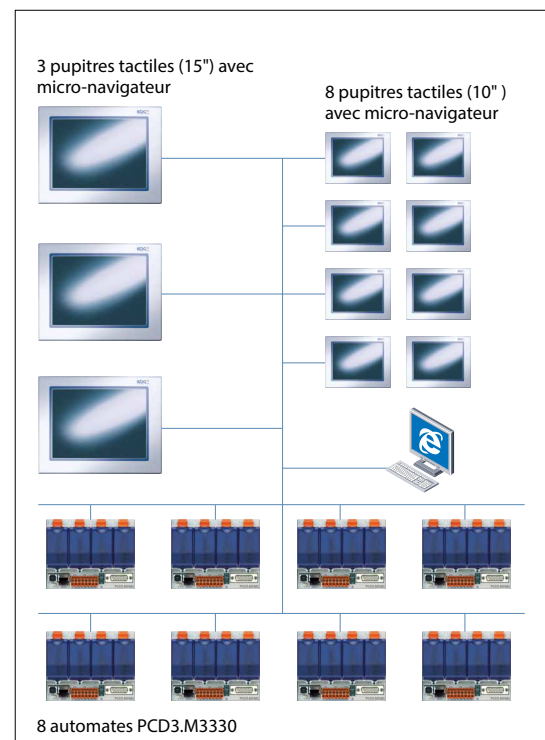 3 pupitres tactiles (15") avec
micro-navigateur
8 pupitres tactiles (10" )
avec micro-navigateur
8 automates PCD3.M3330